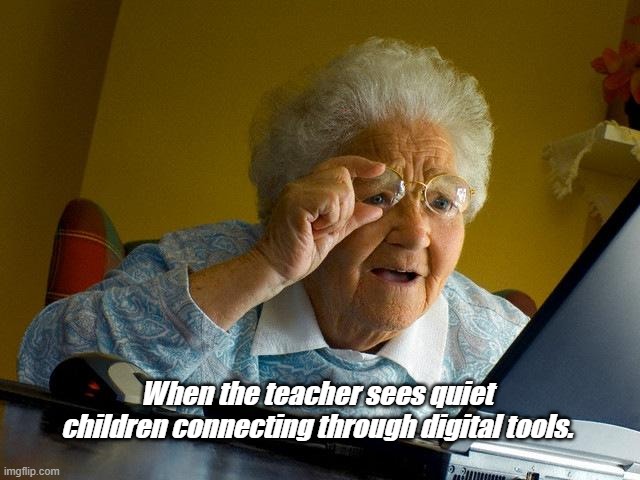 When the teacher sees quiet
children connecting through digital tools.
imgflip.com